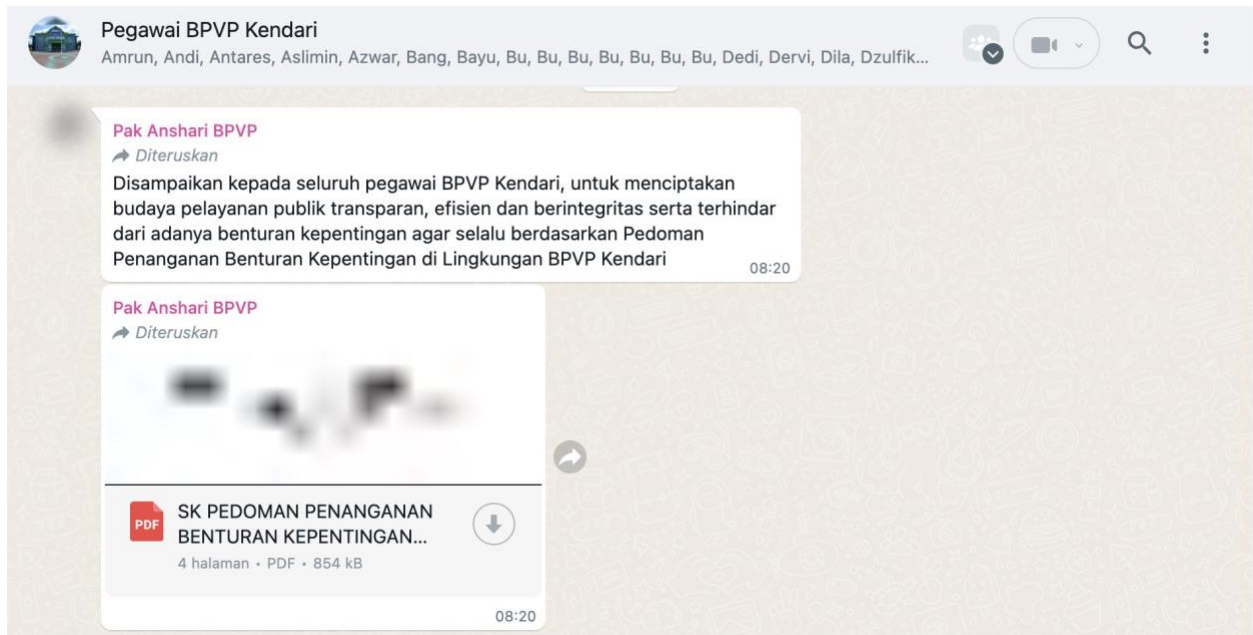 Pegawai BPVP Kendari
Amrun, Andi, Antares, Aslimin, Azwar, Bang, Bayu, Bu, Bu, Bu, Bu, Bu, Bu, Bu, Dedi, Dervi, Dila, Dzulfik...
Pak Anshari BPVP
Diteruskan
Disampaikan kepada seluruh pegawai BPVP Kendari, untuk menciptakan
budaya pelayanan publik transparan, efisien dan berintegritas serta terhindar
dari adanya benturan kepentingan agar selalu berdasarkan Pedoman
Penanganan Benturan Kepentingan di Lingkungan BPVP Kendari
08:20
Pak Anshari BPVP
Diteruskan
PDF
SK PEDOMAN PENANGANAN
BENTURAN KEPENTINGAN...
4 halaman • PDF • 854 kB
08:20